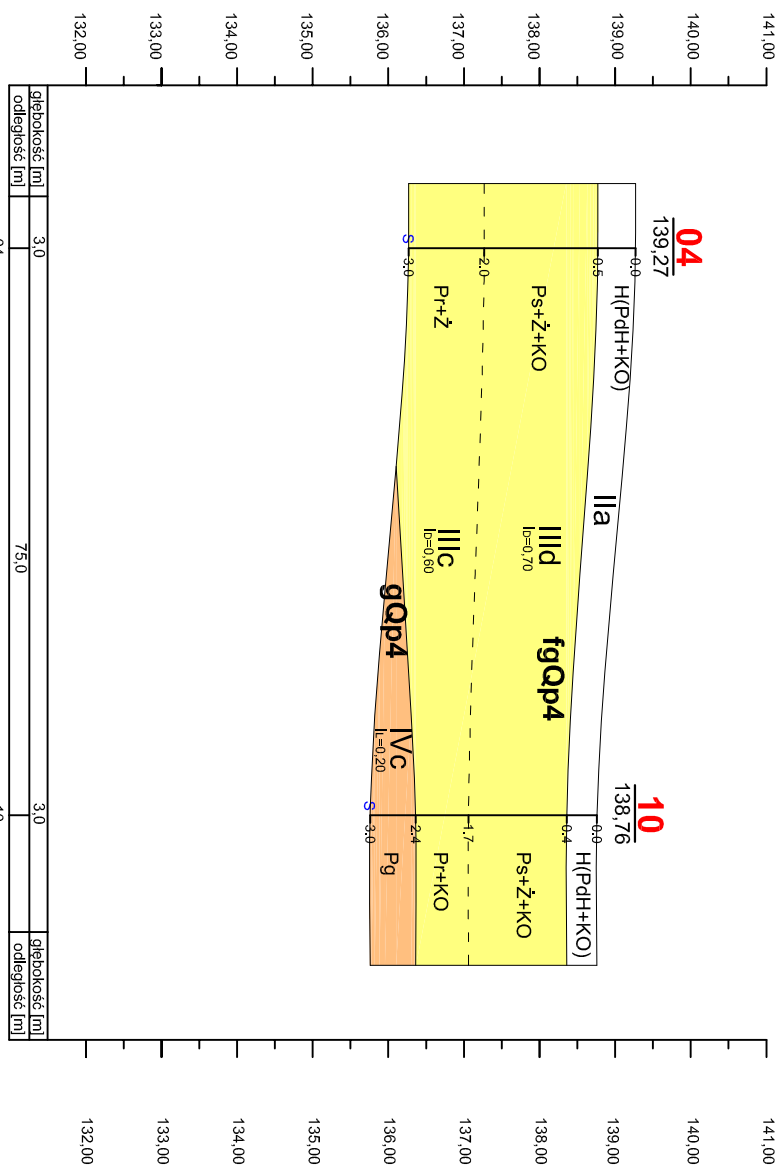 141,00
140,00
139,00
138,00
137,00
136,00
135,00
134,00
133,00
132,00
04
139,27
10
138,76
0.0
0.5
2.0
3.0
S
H(PdH+KO)
Ps+Ż+KO
Pr+Ż
IIa
IIId
ID=0,70
fgQp4
IIIc
ID=0,60
gQp4
IVc
IL=0,20
0.0
0.4
1.7
2.4
3.0
S
H(PdH+KO)
Ps+Ż+KO
Pr+KO
Pg
141,00
140,00
139,00
138,00
137,00
136,00
135,00
134,00
133,00
132,00
głębokość [m]
3,0
3,0
głębokość [m]
odległość [m]
75,0
odległość [m]